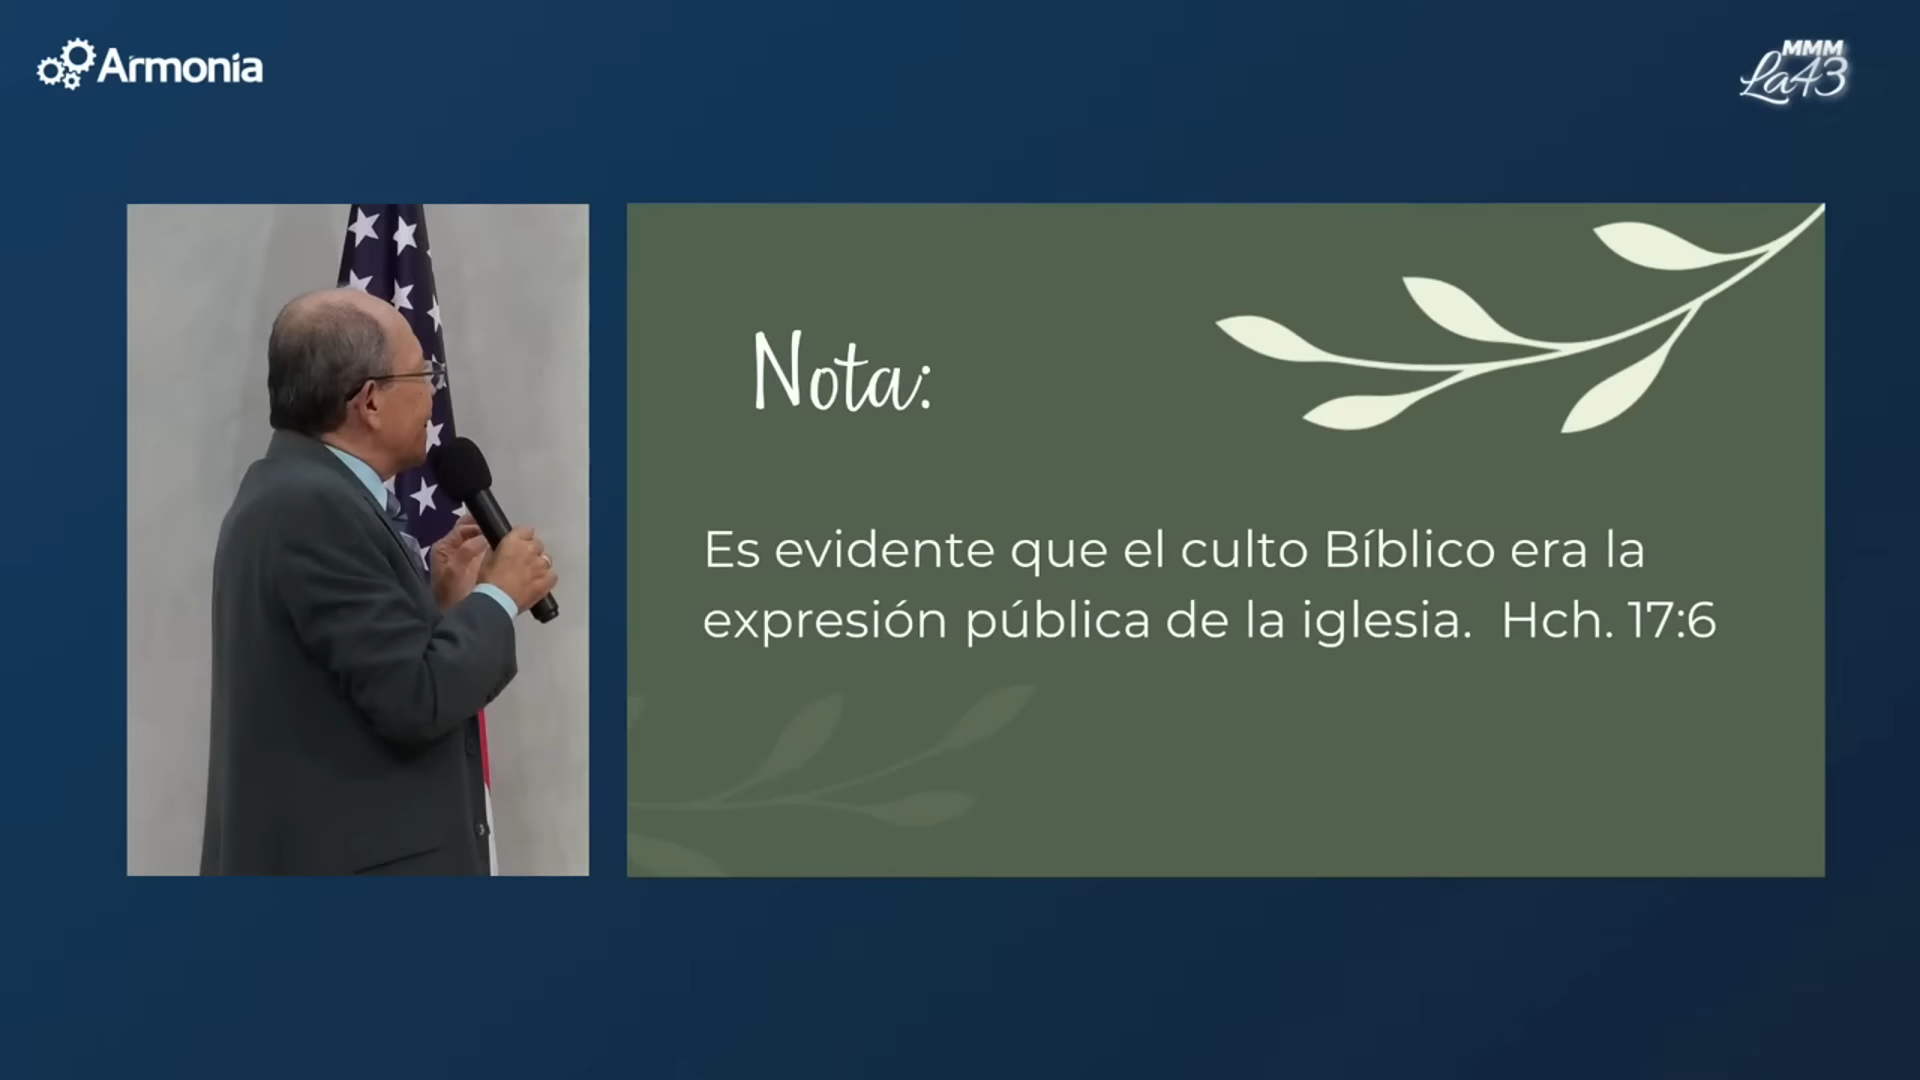 Armonía
MMM
La43
Nota:
Es evidente que el culto Bíblico era la
expresión pública de la iglesia.  Hch. 17:6